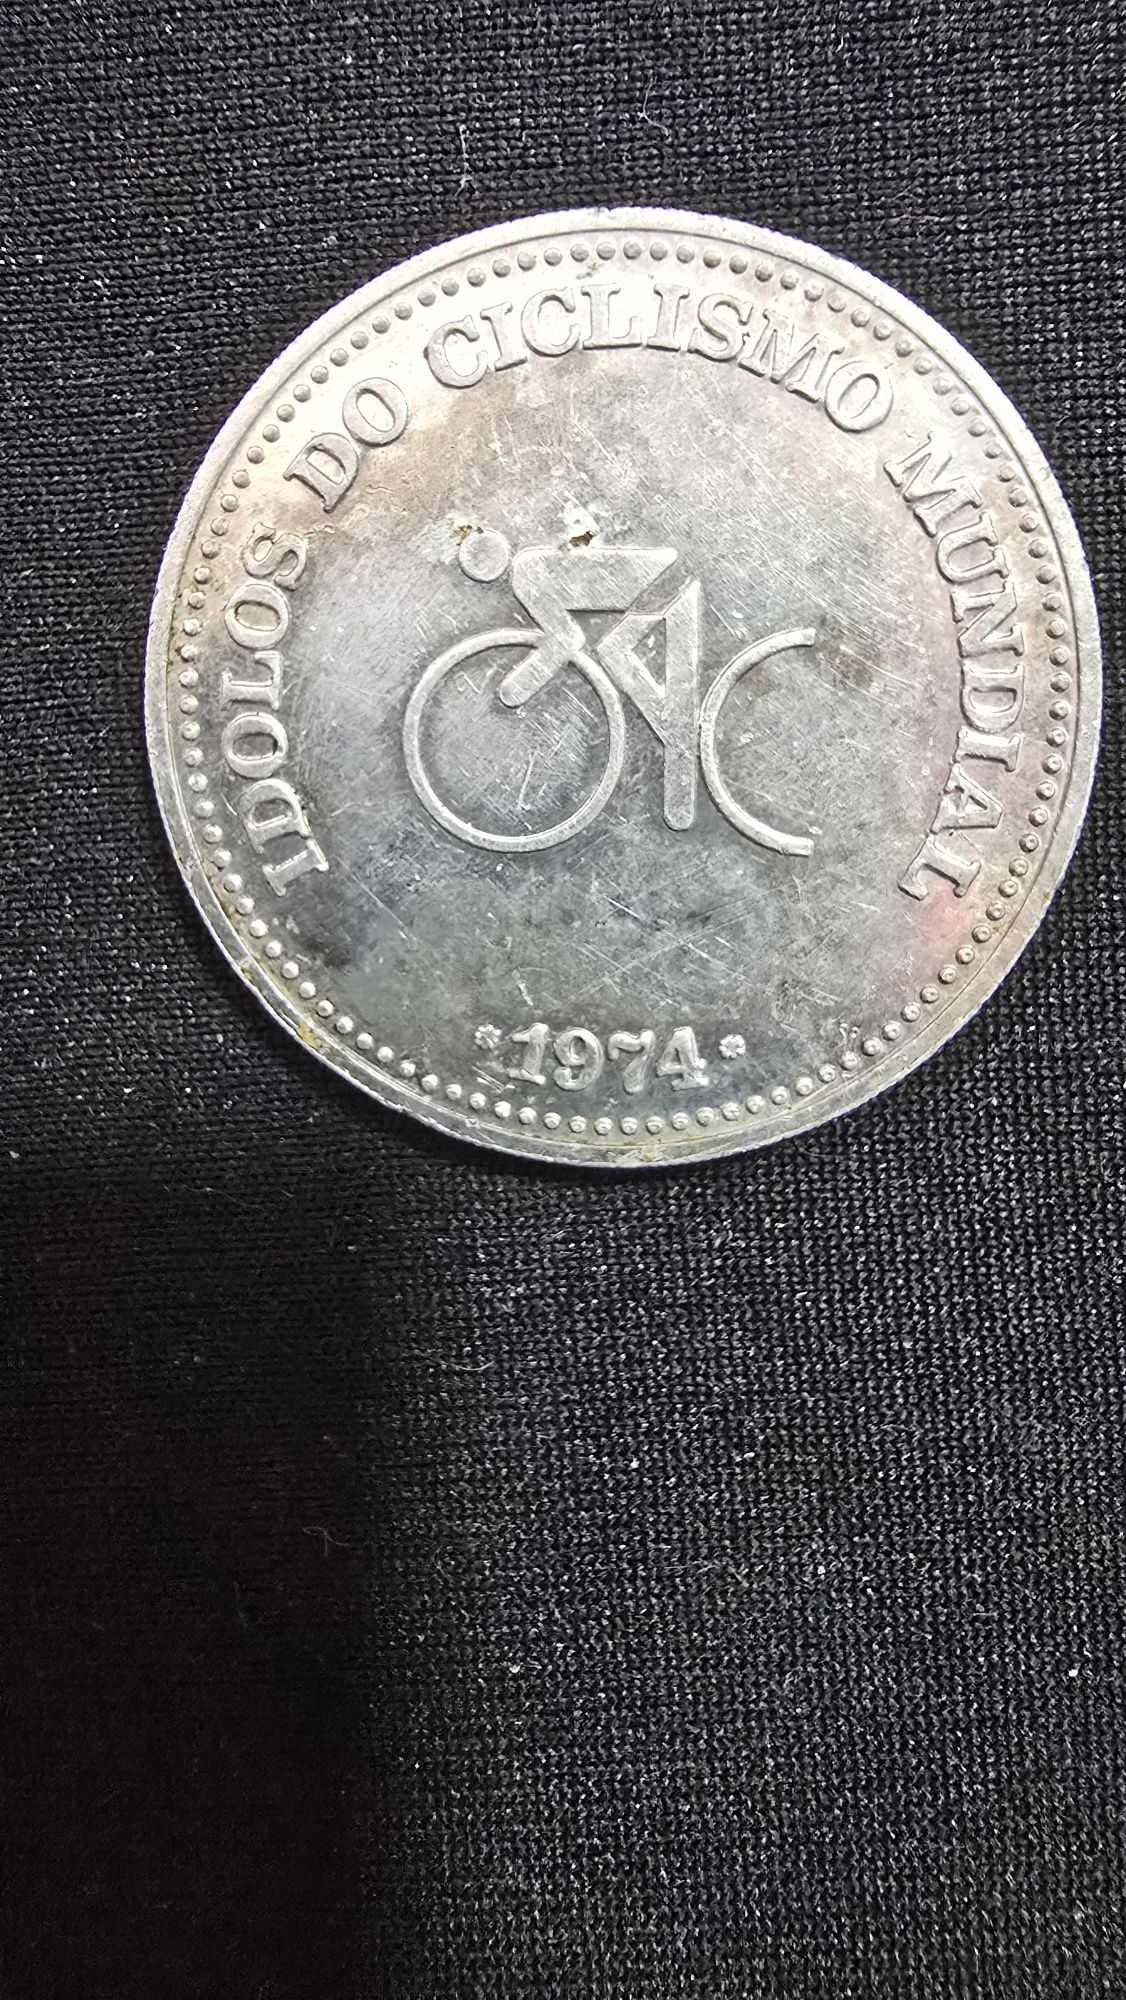 IDOLOS DO CICLISMO MUNDIAL
*1974*